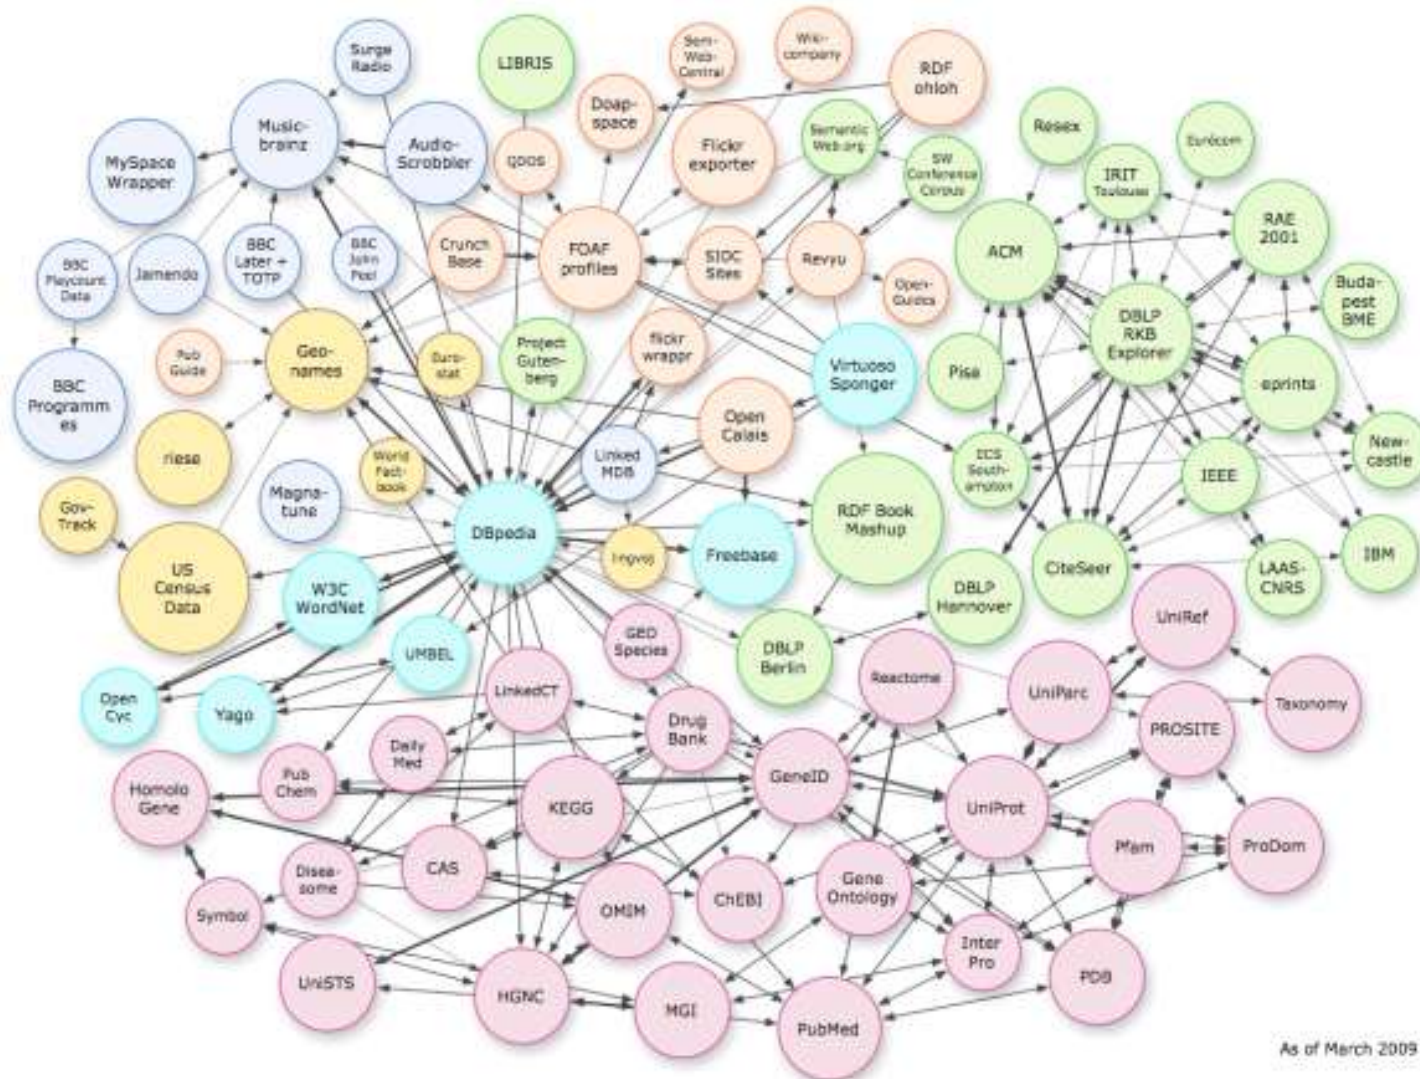 Surge
Radio
LIBRIS
Sem-
Web-
Central
Wiki-
company
RDF
ohloh
Music-
brainz
MySpace
Wrapper
Audio-
Scrobbler
QDOS
Doap-
space
Flickr
exporter
Semantic
Web.org
SW
Conference
Corpus
Resex
Eurécom
IRIT
Toulouse
RAE
2001
ACM
BBC
Playcount
Data
Jamendo
BBC
Later +
TOTP
BBC
John
Peel
Crunch
Base
FOAF
profiles
SIOC
Sites
Revyu
Open-
Guides
DBLP
RKB
Explorer
Buda-
pest
BME
Pub
Guide
Geo-
names
Euro-
stat
Project
Guten-
berg
flickr
wrappr
Virtuoso
Sponger
Pisa
eprints
BBC
Programm
es
riese
World
Fact-
book
Linked
MDB
Open
Calais
ICS
South-
ampton
IEEE
New-
castle
Gov-
Track
Magna-
tune
DBpedia
lingvoj
Freebase
RDF Book
Mashup
US
Census
Data
W3C
WordNet
CiteSeer
LAAS-
CNRS
IBM
DBLP
Hannover
UMBEL
GEO
Species
DBLP
Berlin
UniRef
Open
Cyc
Yago
LinkedCT
Reactome
UniParc
Taxonomy
Drug
Bank
PROSITE
Daily
Med
Pub
Chem
Homolo
Gene
KEGG
GeneID
UniProt
Pfam
ProDom
CAS
Disea-
some
Symbol
OMIM
ChEBI
Gene
Ontology
Inter
Pro
PDB
UniSTS
HGNC
MGI
PubMed
As of March 2009